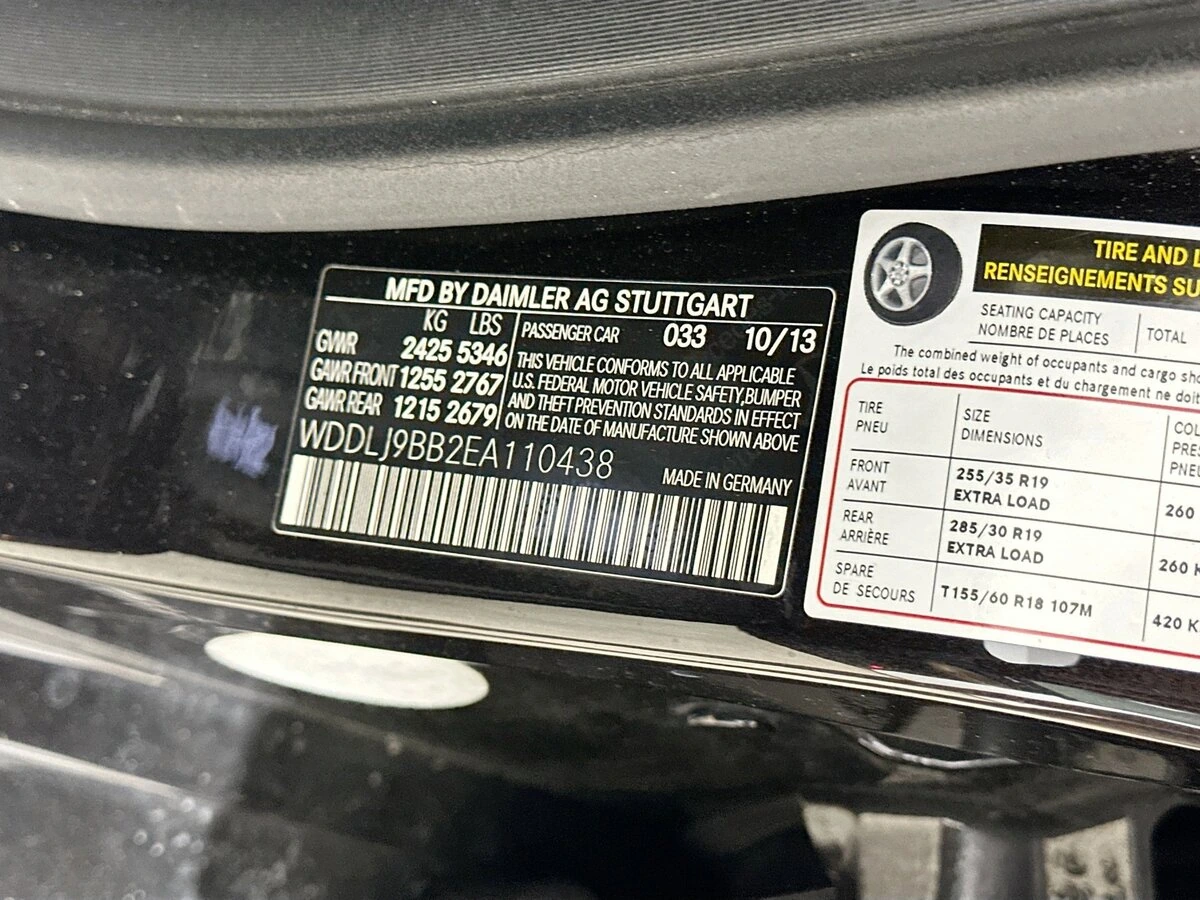 MFD BY DAIMLER AG STUTTGART
KG LBS
GVWR 2425 5346
GAWR FRONT 1255 2767
GAWR REAR 1215 2679
PASSENGER CAR 033 10/13
THIS VEHICLE CONFORMS TO ALL APPLICABLE
U.S. FEDERAL MOTOR VEHICLE SAFETY,BUMPER
AND THEFT PREVENTION STANDARDS IN EFFECT
ON THE DATE OF MANUFACTURE SHOWN ABOVE
WDDLJ9BB2EA110438
MADE IN GERMANY
TIRE AND L
RENSEIGNEMENTS SU
SEATING CAPACITY
NOMBRE DE PLACES
TOTAL
The combined weight of occupants and cargo sho
Le poids total des occupants et du chargement ne doit
TIRE
PNEU
SIZE
DIMENSIONS
COL
PRES
PNEU
FRONT
AVANT
255/35 R19
EXTRA LOAD
260
REAR
ARRIÈRE
285/30 R19
EXTRA LOAD
260 K
SPARE
DE SECOURS
T155/60 R18 107M
420 K